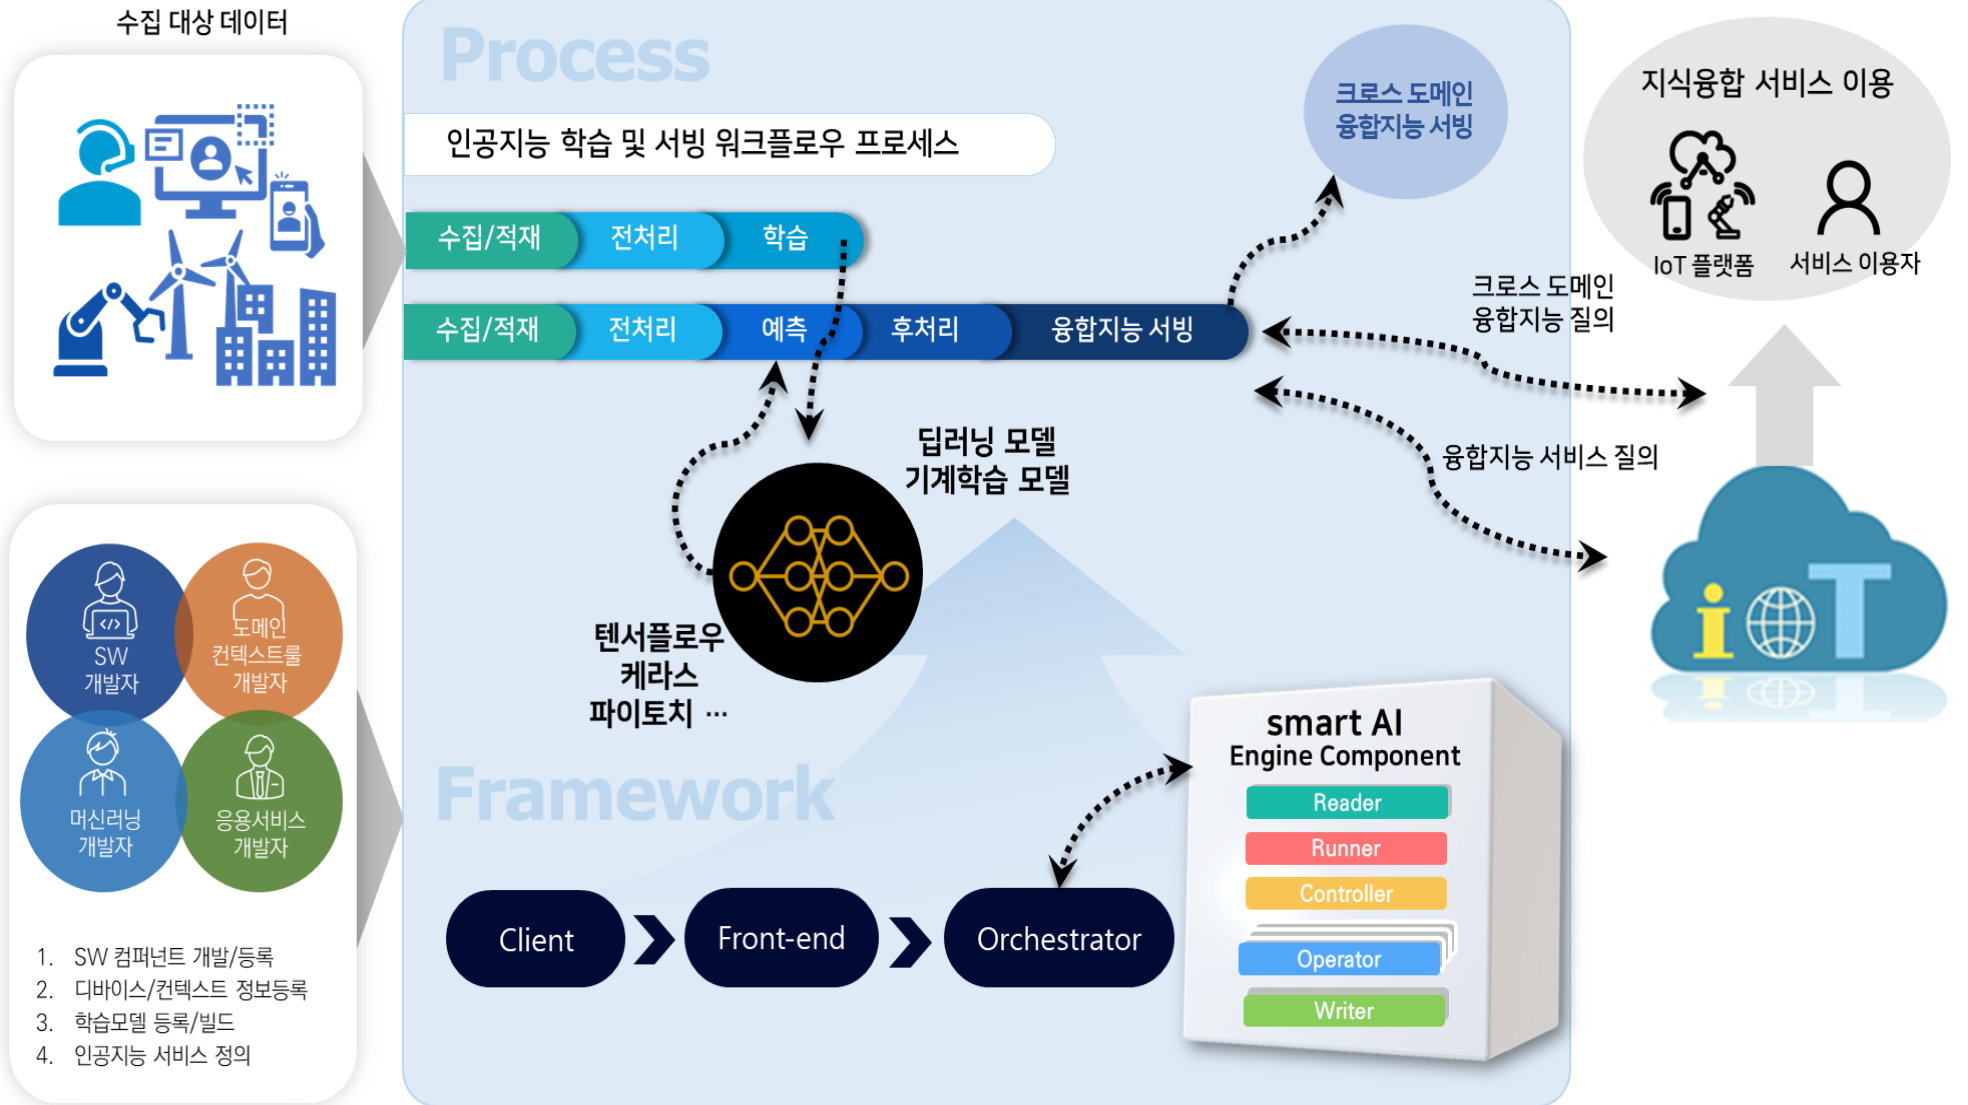 수집 대상 데이터
Process
인공지능 학습 및 서빙 워크플로우 프로세스
수집/적재
전처리
학습
수집/적재
전처리
예측
후처리
융합지능 서빙
크로스 도메인
융합지능 서빙
지식융합 서비스 이용
IoT 플랫폼
서비스 이용자
크로스 도메인
융합지능 질의
융합지능 서비스 질의
딥러닝 모델
기계학습 모델
텐서플로우
케라스
파이토치 ...
iOT
SW
개발자
도메인
컨텍스트룰
개발자
머신러닝
개발자
응용서비스
개발자
1. SW 컴퍼넌트 개발/등록
2. 디바이스/컨텍스트 정보등록
3. 학습모델 등록/빌드
4. 인공지능 서비스 정의
Framework
Client
Front-end
Orchestrator
smart AI
Engine Component
Reader
Runner
Controller
Operator
Writer